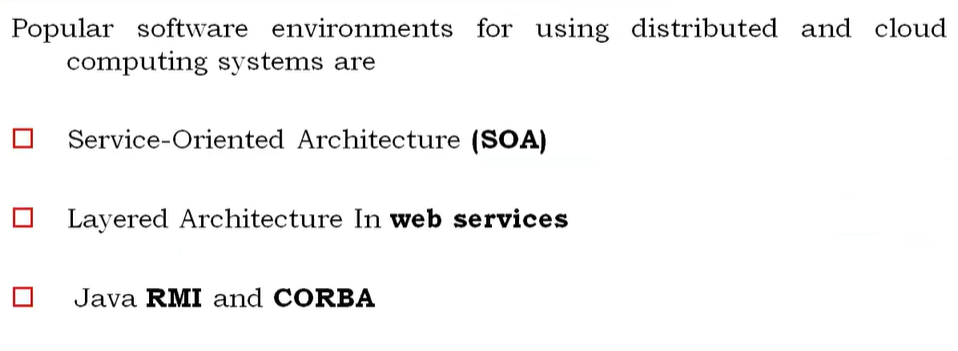 Popular software environments for using distributed and cloud
computing systems are
Service-Oriented Architecture (SOA)
Layered Architecture In web services
Java RMI and CORBA